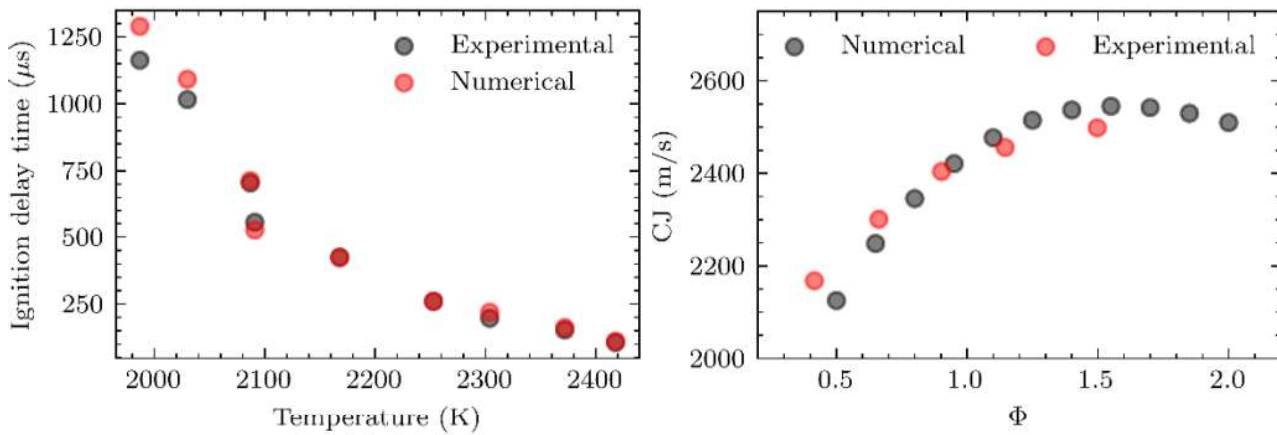 Ignition delay time (μs)
1250
1000
750
500
250
2000
2100
2200
2300
2400
Temperature (K)
Experimental
Numerical
CJ (m/s)
2600
2400
2200
2000
0.5
1.0
1.5
2.0
Φ
Numerical
Experimental